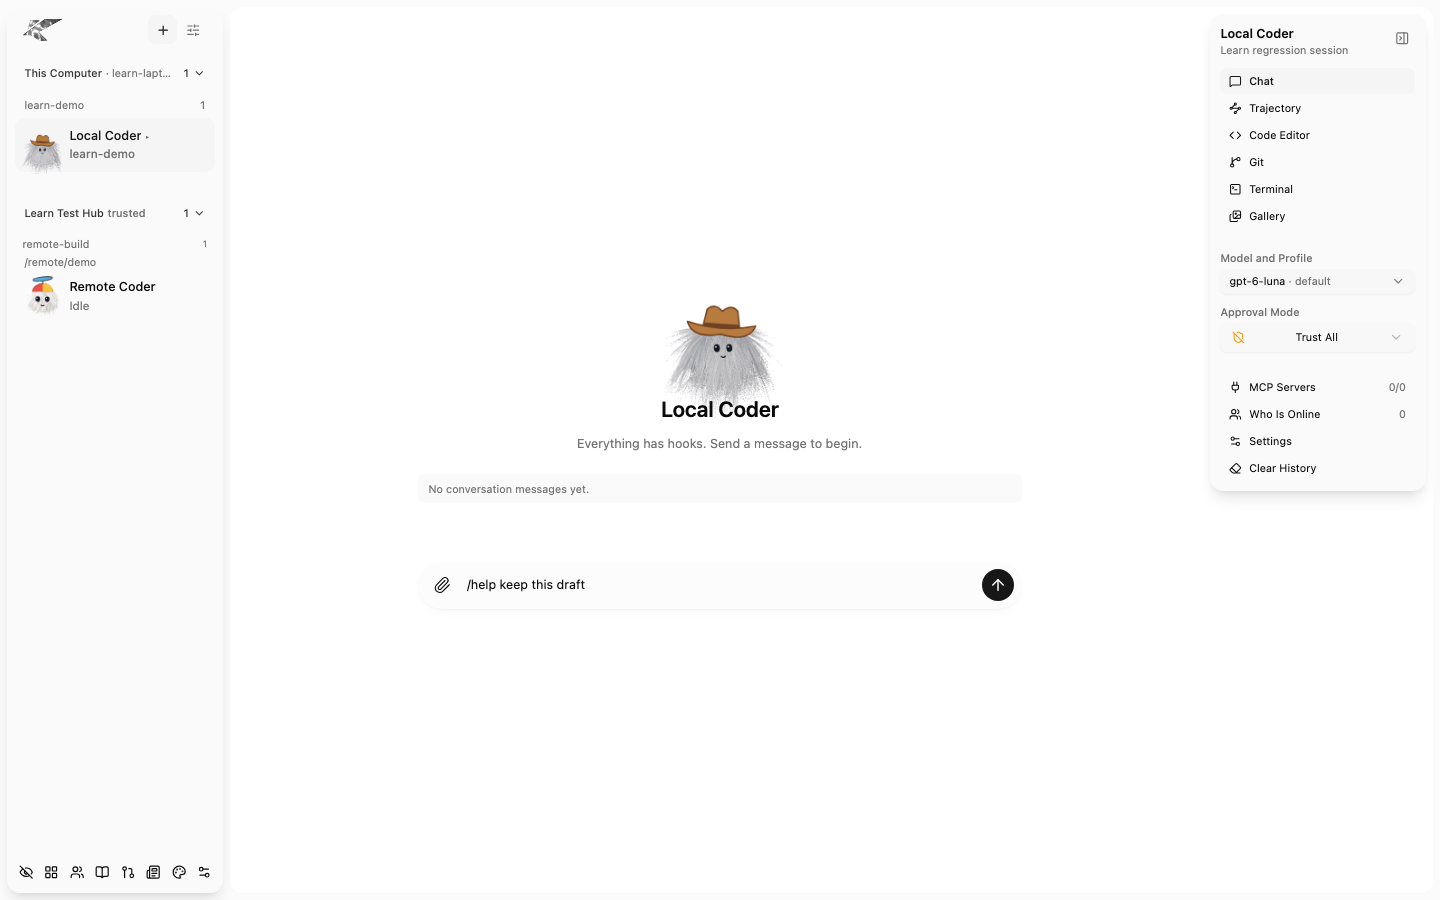 This Computer · learn-lapt... 1
learn-demo 1
Local Coder
learn-demo
Learn Test Hub trusted 1
remote-build 1
/remote/demo
Remote Coder
Idle
Local Coder
Everything has hooks. Send a message to begin.
No conversation messages yet.
/help keep this draft
Local Coder
Learn regression session
Chat
Trajectory
Code Editor
Git
Terminal
Gallery
Model and Profile
gpt-6-luna · default
Approval Mode
Trust All
MCP Servers 0/0
Who Is Online 0
Settings
Clear History